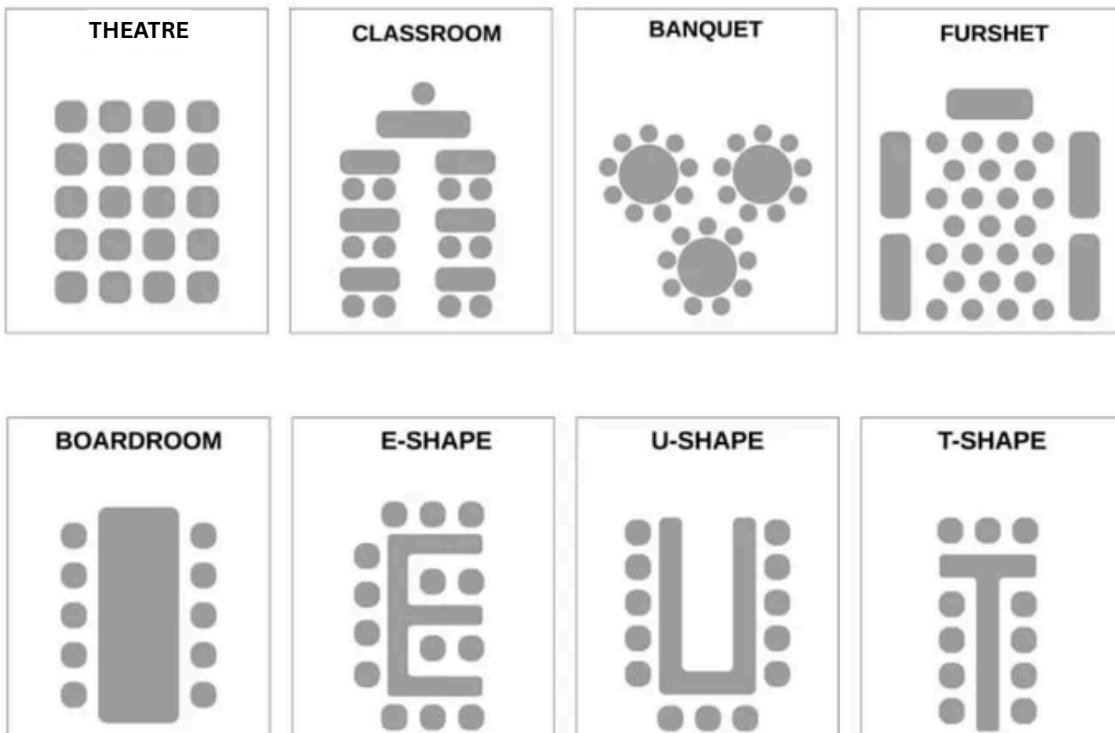 THEATRE
CLASSROOM
BANQUET
FURSHET
BOARDROOM
E-SHAPE
U-SHAPE
T-SHAPE